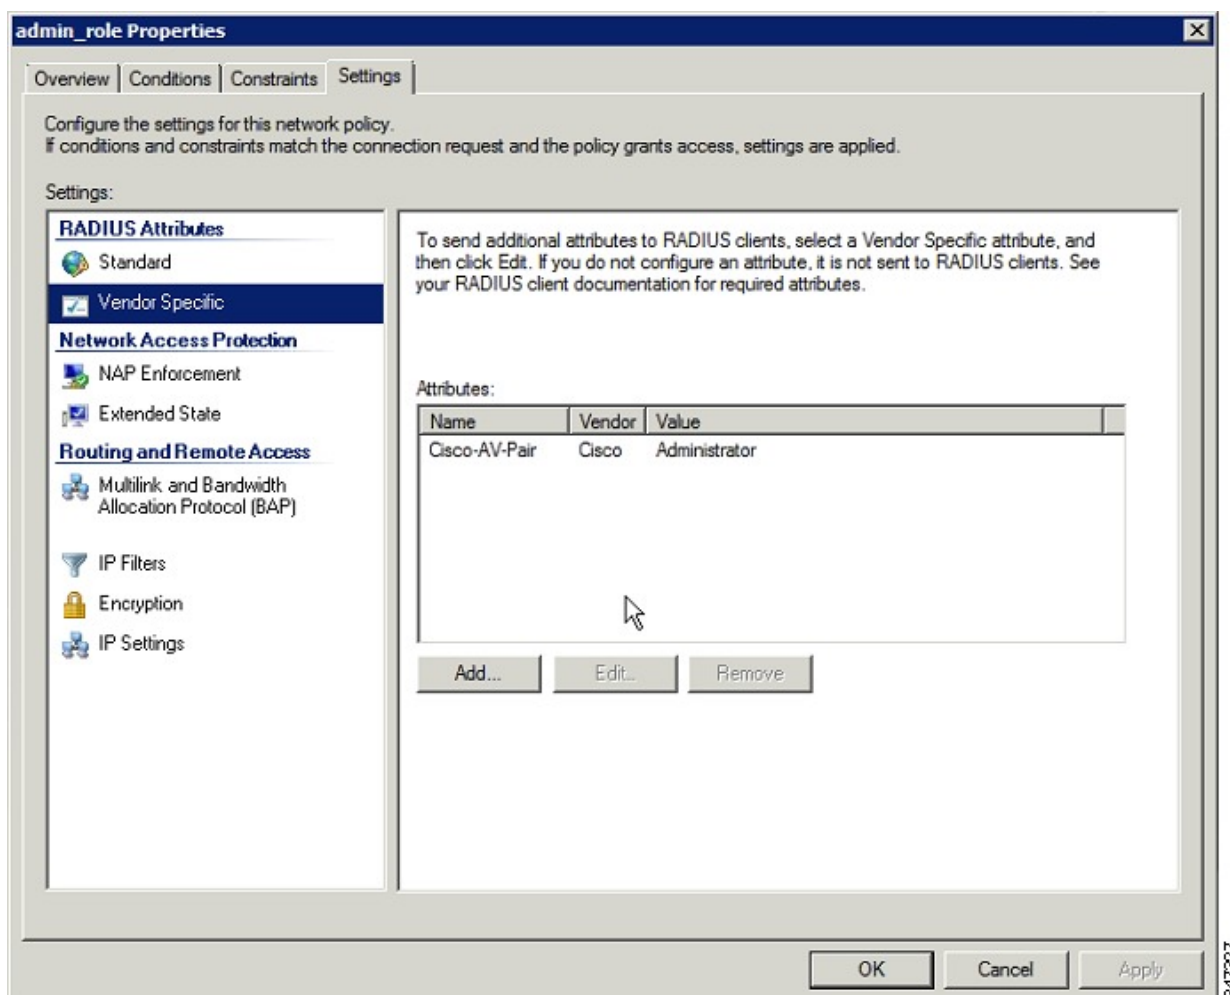 admin_role Properties
Overview Conditions Constraints Settings
Configure the settings for this network policy.
If conditions and constraints match the connection request and the policy grants access, settings are applied.
Settings:
RADIUS Attributes
Standard
Vendor Specific
Network Access Protection
NAP Enforcement
Extended State
Routing and Remote Access
Multilink and Bandwidth
Allocation Protocol (BAP)
IP Filters
Encryption
IP Settings
To send additional attributes to RADIUS clients, select a Vendor Specific attribute, and
then click Edit. If you do not configure an attribute, it is not sent to RADIUS clients. See
your RADIUS client documentation for required attributes.
Attributes:
Name Vendor Value
Cisco-AV-Pair Cisco Administrator
Add... Edit... Remove
OK Cancel Apply